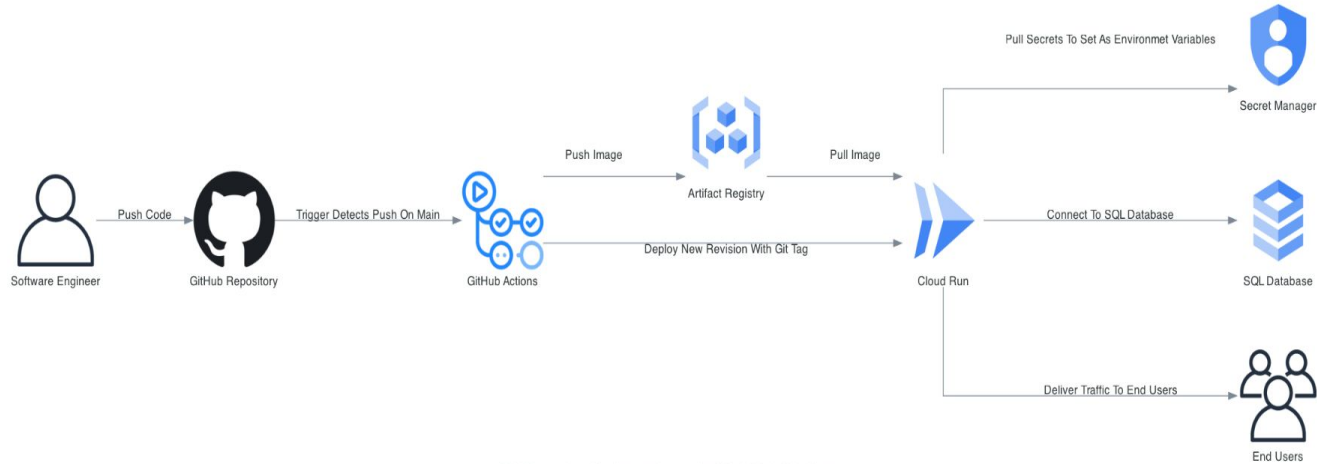 Pull Secrets To Set As Environmet Variables
Secret Manager
Push Image
Pull Image
Artifact Registry
Push Code
Trigger Detects Push On Main
Connect To SQL Database
Deploy New Revision With Git Tag
Software Engineer
GitHub Repository
GitHub Actions
Cloud Run
SQL Database
Deliver Traffic To End Users
End Users